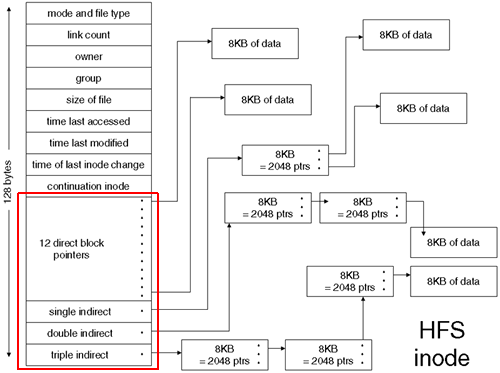 mode and file type
link count
owner
group
size of file
time last accessed
time last modified
time of last inode change
continuation inode
12 direct block
pointers
single indirect
double indirect
triple indirect
128 bytes
8KB of data
8KB of data
8KB of data
8KB of data
8KB
= 2048 ptrs
8KB
= 2048 ptrs
8KB
= 2048 ptrs
8KB of data
8KB
= 2048 ptrs
8KB of data
8KB
= 2048 ptrs
8KB
= 2048 ptrs
HFS
inode